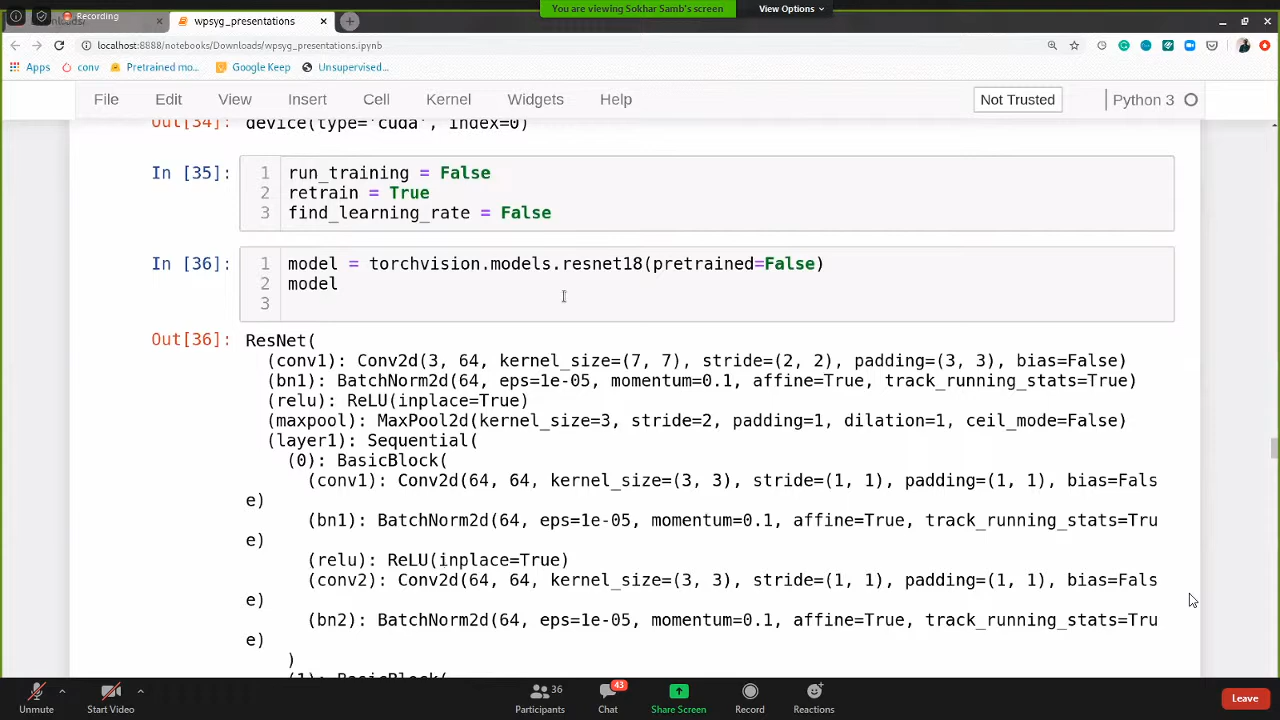 Recording
You are viewing Sokhar Samb's screen
View Options
wpsyg_presentations
localhost:8888/notebooks/Downloads/wpsyg_presentations.ipynb
Apps
conv
Pretrained mo...
Google Keep
Unsupervised...
File Edit View Insert Cell Kernel Widgets Help
Not Trusted
Python 3
Out[34]: device(type='cuda', index=0)
In [35]: 1 run_training = False
2 retrain = True
3 find_learning_rate = False
In [36]: 1 model = torchvision.models.resnet18(pretrained=False)
2 model
3
Out[36]: ResNet(
(conv1): Conv2d(3, 64, kernel_size=(7, 7), stride=(2, 2), padding=(3, 3), bias=False)
(bn1): BatchNorm2d(64, eps=1e-05, momentum=0.1, affine=True, track_running_stats=True)
(relu): ReLU(inplace=True)
(maxpool): MaxPool2d(kernel_size=3, stride=2, padding=1, dilation=1, ceil_mode=False)
(layer1): Sequential(
(0): BasicBlock(
(conv1): Conv2d(64, 64, kernel_size=(3, 3), stride=(1, 1), padding=(1, 1), bias=Fals
e)
(bn1): BatchNorm2d(64, eps=1e-05, momentum=0.1, affine=True, track_running_stats=Tru
e)
(relu): ReLU(inplace=True)
(conv2): Conv2d(64, 64, kernel_size=(3, 3), stride=(1, 1), padding=(1, 1), bias=Fals
e)
(bn2): BatchNorm2d(64, eps=1e-05, momentum=0.1, affine=True, track_running_stats=Tru
e)
)
(1): BasicBlock(
Unmute
Start Video
36
Participants
43
Chat
Share Screen
Record
Reactions
Leave